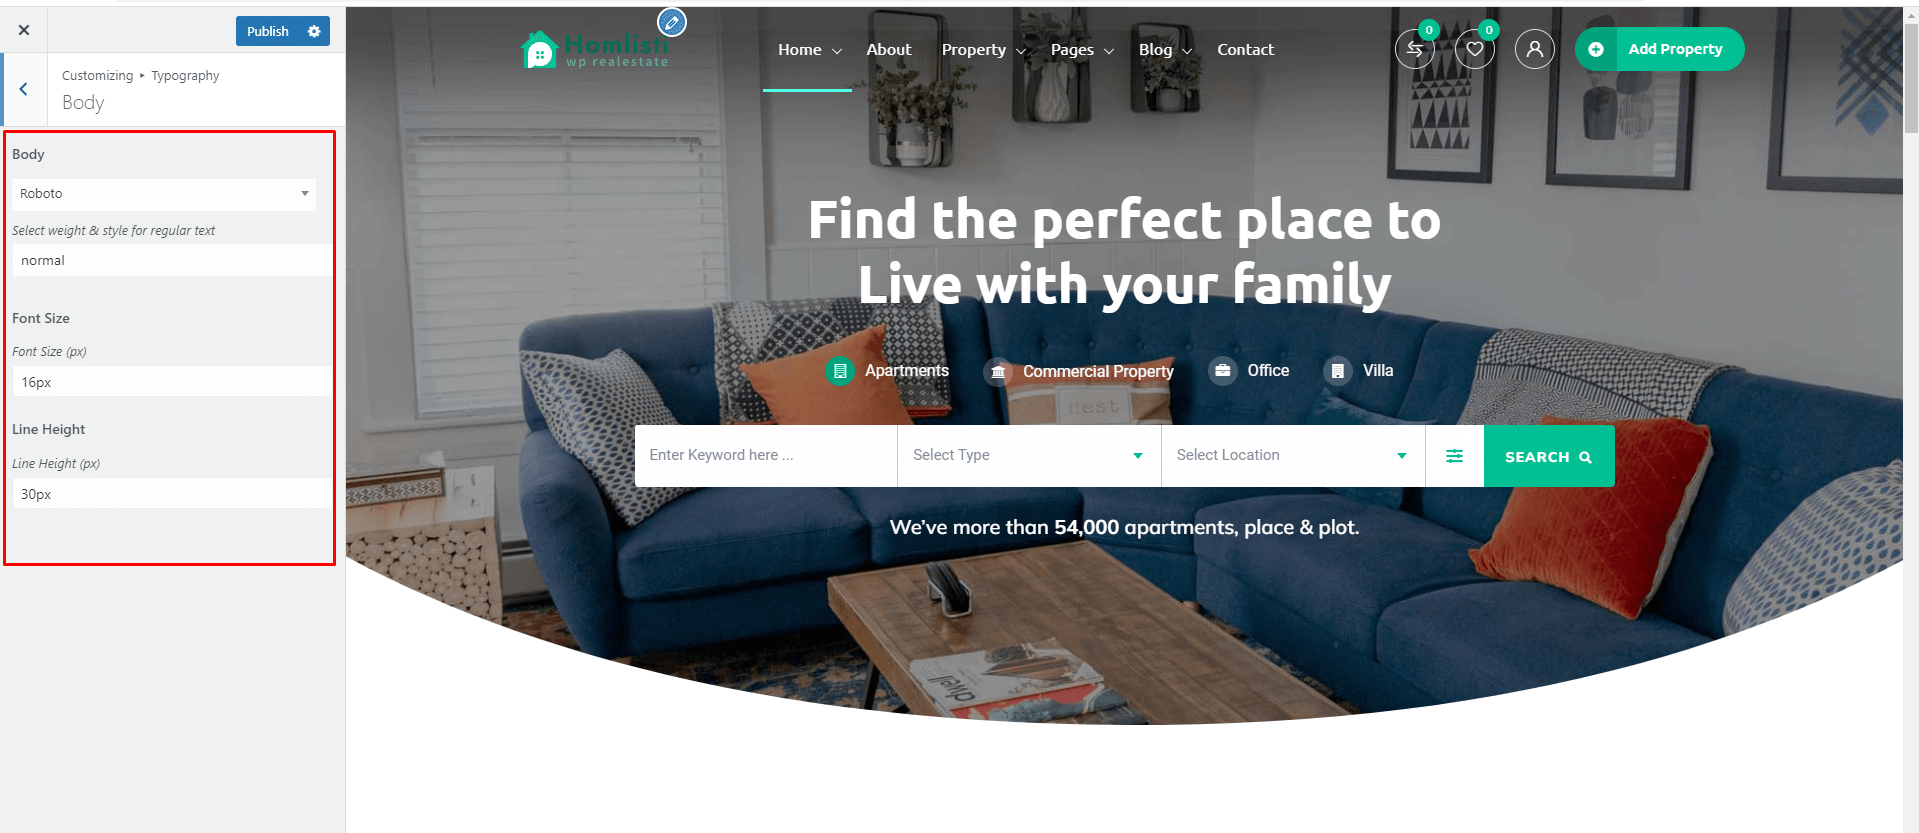 Publish
Customizing ▸ Typography
Body
Body
Roboto
Select weight & style for regular text
normal
Font Size
Font Size (px)
16px
Line Height
Line Height (px)
30px
Homlisti
wp realestate
Home About Property Pages Blog Contact
0 0
Add Property
Find the perfect place to
Live with your family
Apartments Commercial Property Office Villa
nest
Enter Keyword here ... Select Type Select Location SEARCH
We've more than 54,000 apartments, place & plot.
dwell